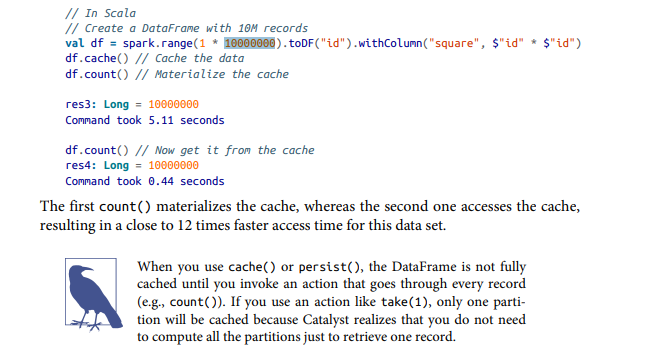 // In Scala
// Create a DataFrame with 10M records
val df = spark.range(1 * 10000000).toDF("id").withColumn("square", $"id" * $"id")
df.cache() // Cache the data
df.count() // Materialize the cache
res3: Long = 10000000
Command took 5.11 seconds
df.count() // Now get it from the cache
res4: Long = 10000000
Command took 0.44 seconds
The first count() materializes the cache, whereas the second one accesses the cache,
resulting in a close to 12 times faster access time for this data set.
When you use cache() or persist(), the DataFrame is not fully
cached until you invoke an action that goes through every record
(e.g., count()). If you use an action like take(1), only one parti-
tion will be cached because Catalyst realizes that you do not need
to compute all the partitions just to retrieve one record.